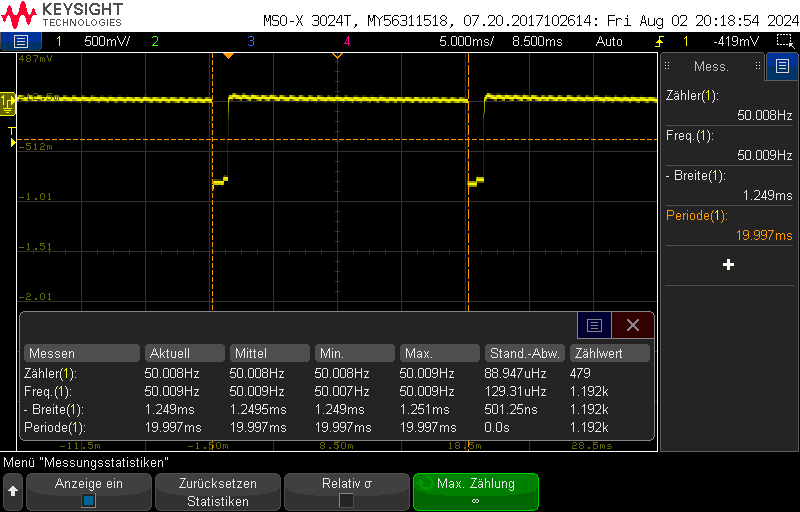 KEYSIGHT
TECHNOLOGIES
MSO-X 3024T, MY56311518, 07.20.2017102614: Fri Aug 02 20:18:54 2024
1 500mV/ 2 3 4 5.000ms/ 8.500ms Auto 1 -419mV
487mV
-512m
-1.01
-1.51
-2.01
1
T
Mess.
Zähler(1):
50.008Hz
Freq.(1):
50.009Hz
- Breite(1):
1.249ms
Periode(1):
19.997ms
Messen Aktuell Mittel Min. Max. Stand.-Abw. Zählwert
Zähler(1): 50.008Hz 50.008Hz 50.008Hz 50.009Hz 88.947uHz 479
Freq.(1): 50.009Hz 50.009Hz 50.007Hz 50.009Hz 129.31uHz 1.192k
- Breite(1): 1.249ms 1.2495ms 1.249ms 1.251ms 501.25ns 1.192k
Periode(1): 19.997ms 19.997ms 19.997ms 19.997ms 0.0s 1.192k
-11.5m -1.50m 8.50m 18.5m 28.5ms
Menü "Messungsstatistiken"
Anzeige ein
Zurücksetzen
Statistiken
Relativ σ
Max. Zählung
∞